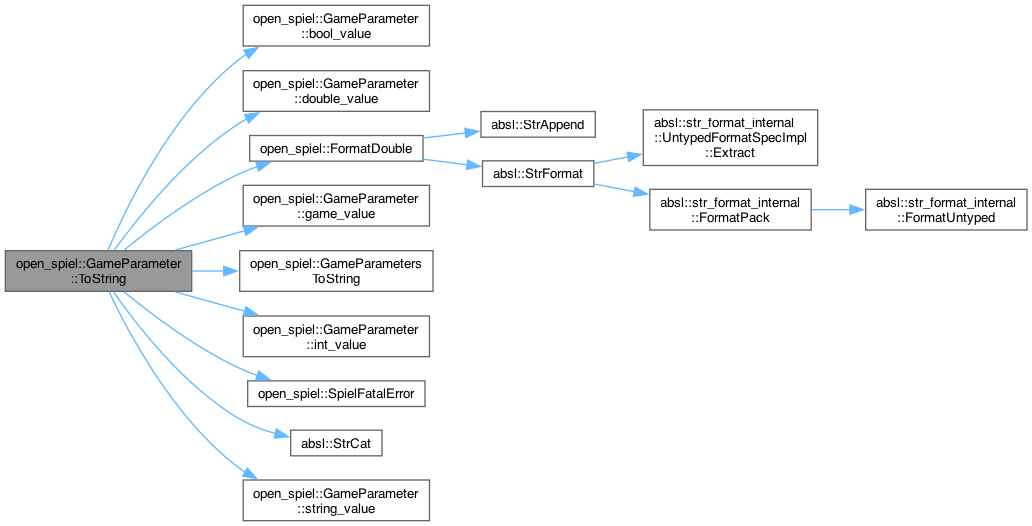 open_spiel::GameParameter
::ToString
open_spiel::GameParameter
::bool_value
open_spiel::GameParameter
::double_value
open_spiel::FormatDouble
open_spiel::GameParameter
::game_value
open_spiel::GameParameters
ToString
open_spiel::GameParameter
::int_value
open_spiel::SpielFatalError
absl::StrCat
open_spiel::GameParameter
::string_value
absl::StrAppend
absl::StrFormat
absl::str_format_internal
::UntypedFormatSpecImpl
::Extract
absl::str_format_internal
::FormatPack
absl::str_format_internal
::FormatUntyped